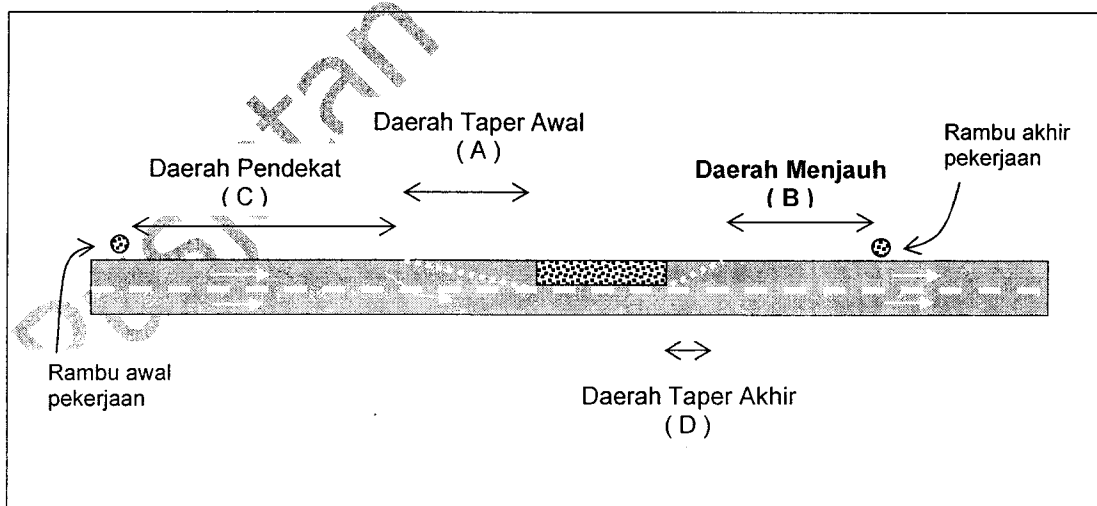 Daerah Taper Awal
( A )
Rambu akhir
pekerjaan
Daerah Pendekat
( C )
Daerah Menjauh
( B )
Rambu awal
pekerjaan
Daerah Taper Akhir
( D )